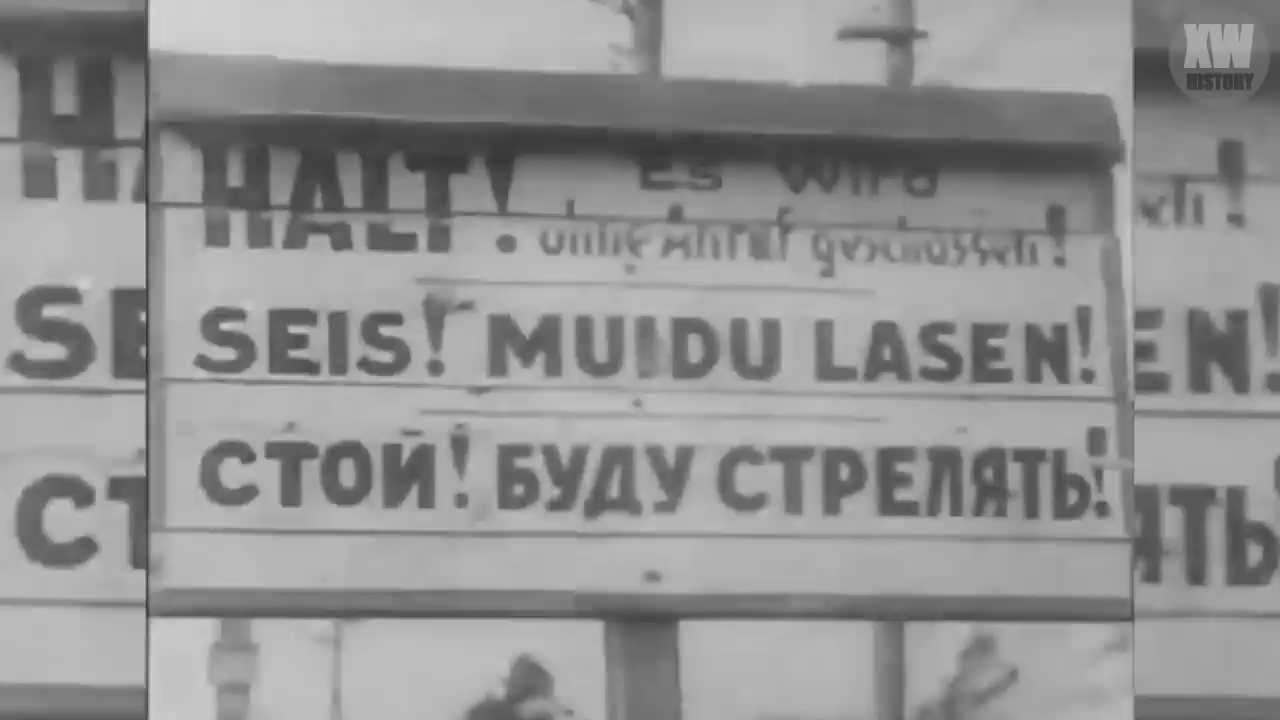 XW
HISTORY
HALT! Es wird
ohne Anruf geschossen!
SEIS! MUIDU LASEN!
СТОЙ! БУДУ СТРЕЛЯТЬ!